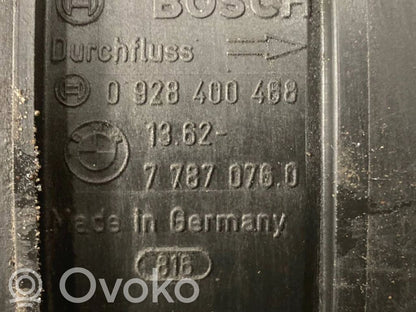 BOSCH
Durchfluss
0 928 400 468
13.62-
7 787 076.0
Made in Germany
816
Ovoko